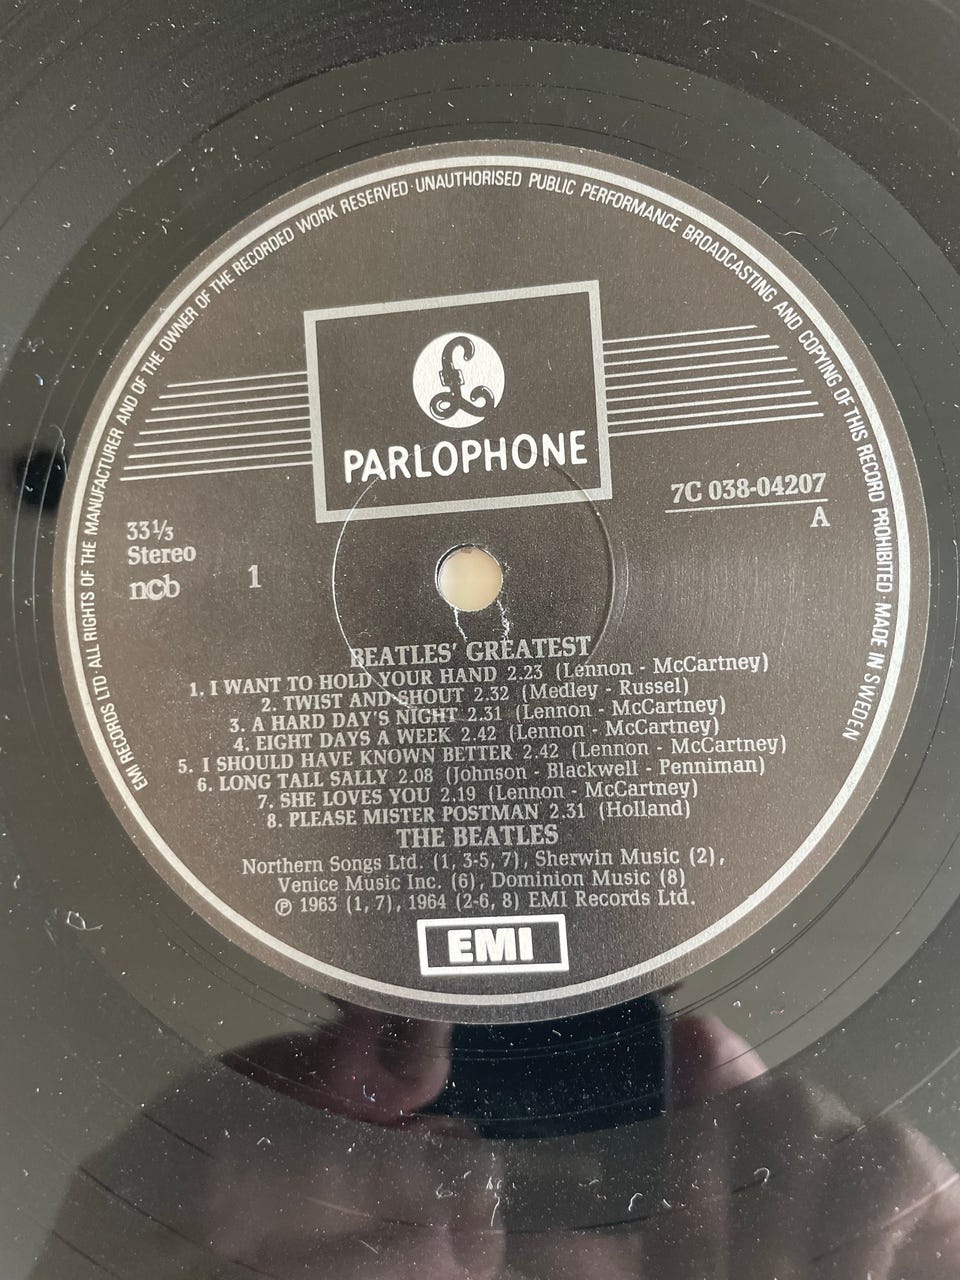 EMI RECORDS LTD · ALL RIGHTS OF THE MANUFACTURER AND OF THE OWNER OF THE RECORDED WORK RESERVED · UNAUTHORISED PUBLIC PERFORMANCE BROADCASTING AND COPYING OF THIS RECORD PROHIBITED · MADE IN SWEDEN
£
PARLOPHONE
7C 038-04207
A
33⅓
Stereo
ncb
1
BEATLES' GREATEST
1. I WANT TO HOLD YOUR HAND 2.23 (Lennon - McCartney)
2. TWIST AND SHOUT 2.32 (Medley - Russel)
3. A HARD DAY'S NIGHT 2.31 (Lennon - McCartney)
4. EIGHT DAYS A WEEK 2.42 (Lennon - McCartney)
5. I SHOULD HAVE KNOWN BETTER 2.42 (Lennon - McCartney)
6. LONG TALL SALLY 2.08 (Johnson - Blackwell - Penniman)
7. SHE LOVES YOU 2.19 (Lennon - McCartney)
8. PLEASE MISTER POSTMAN 2.31 (Holland)
THE BEATLES
Northern Songs Ltd. (1, 3-5, 7), Sherwin Music (2),
Venice Music Inc. (6), Dominion Music (8)
℗ 1963 (1, 7), 1964 (2-6, 8) EMI Records Ltd.
EMI